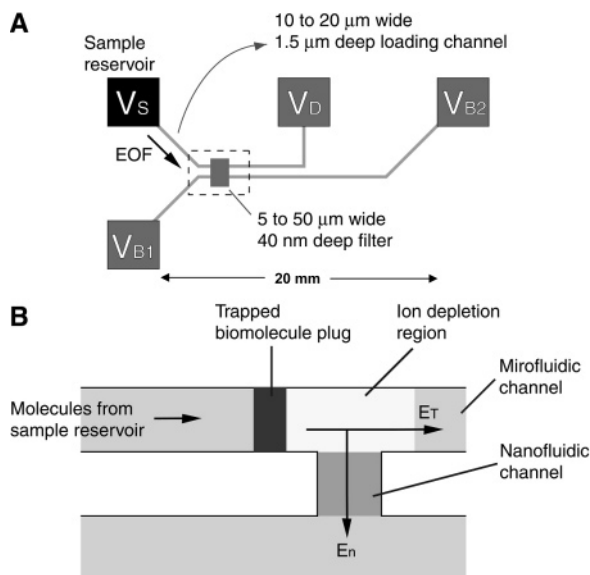 A
10 to 20 μm wide
1.5 μm deep loading channel
Sample
reservoir
VS
VD
VB2
EOF
5 to 50 μm wide
40 nm deep filter
VB1
20 mm
B
Trapped
biomolecule plug
Ion depletion
region
Mirofluidic
channel
Molecules from
sample reservoir
ET
Nanofluidic
channel
En